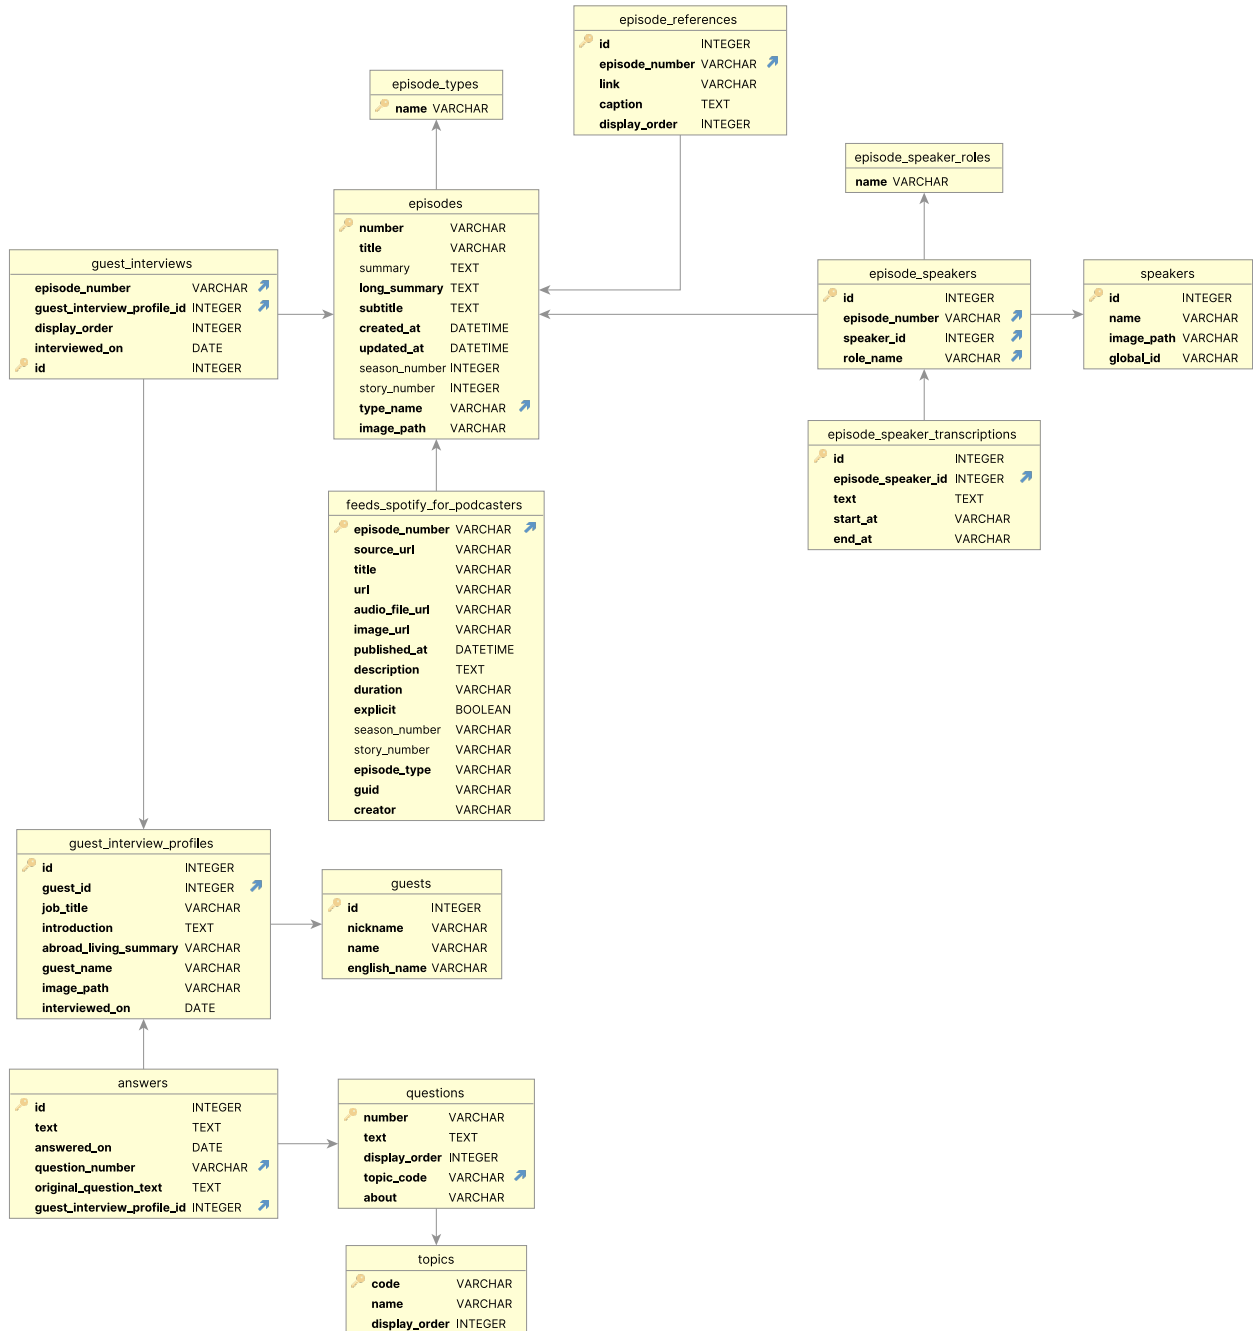 episode_references
id INTEGER
episode_number VARCHAR
link VARCHAR
caption TEXT
display_order INTEGER
episode_types
name VARCHAR
episode_speaker_roles
name VARCHAR
episodes
number VARCHAR
title VARCHAR
summary TEXT
long_summary TEXT
subtitle TEXT
created_at DATETIME
updated_at DATETIME
season_number INTEGER
story_number INTEGER
type_name VARCHAR
image_path VARCHAR
guest_interviews
episode_number VARCHAR
guest_interview_profile_id INTEGER
display_order INTEGER
interviewed_on DATE
id INTEGER
episode_speakers
id INTEGER
episode_number VARCHAR
speaker_id INTEGER
role_name VARCHAR
speakers
id INTEGER
name VARCHAR
image_path VARCHAR
global_id VARCHAR
episode_speaker_transcriptions
id INTEGER
episode_speaker_id INTEGER
text TEXT
start_at VARCHAR
end_at VARCHAR
feeds_spotify_for_podcasters
episode_number VARCHAR
source_url VARCHAR
title VARCHAR
url VARCHAR
audio_file_url VARCHAR
image_url VARCHAR
published_at DATETIME
description TEXT
duration VARCHAR
explicit BOOLEAN
season_number VARCHAR
story_number VARCHAR
episode_type VARCHAR
guid VARCHAR
creator VARCHAR
guest_interview_profiles
id INTEGER
guest_id INTEGER
job_title VARCHAR
introduction TEXT
abroad_living_summary VARCHAR
guest_name VARCHAR
image_path VARCHAR
interviewed_on DATE
guests
id INTEGER
nickname VARCHAR
name VARCHAR
english_name VARCHAR
answers
id INTEGER
text TEXT
answered_on DATE
question_number VARCHAR
original_question_text TEXT
guest_interview_profile_id INTEGER
questions
number VARCHAR
text TEXT
display_order INTEGER
topic_code VARCHAR
about VARCHAR
topics
code VARCHAR
name VARCHAR
display_order INTEGER